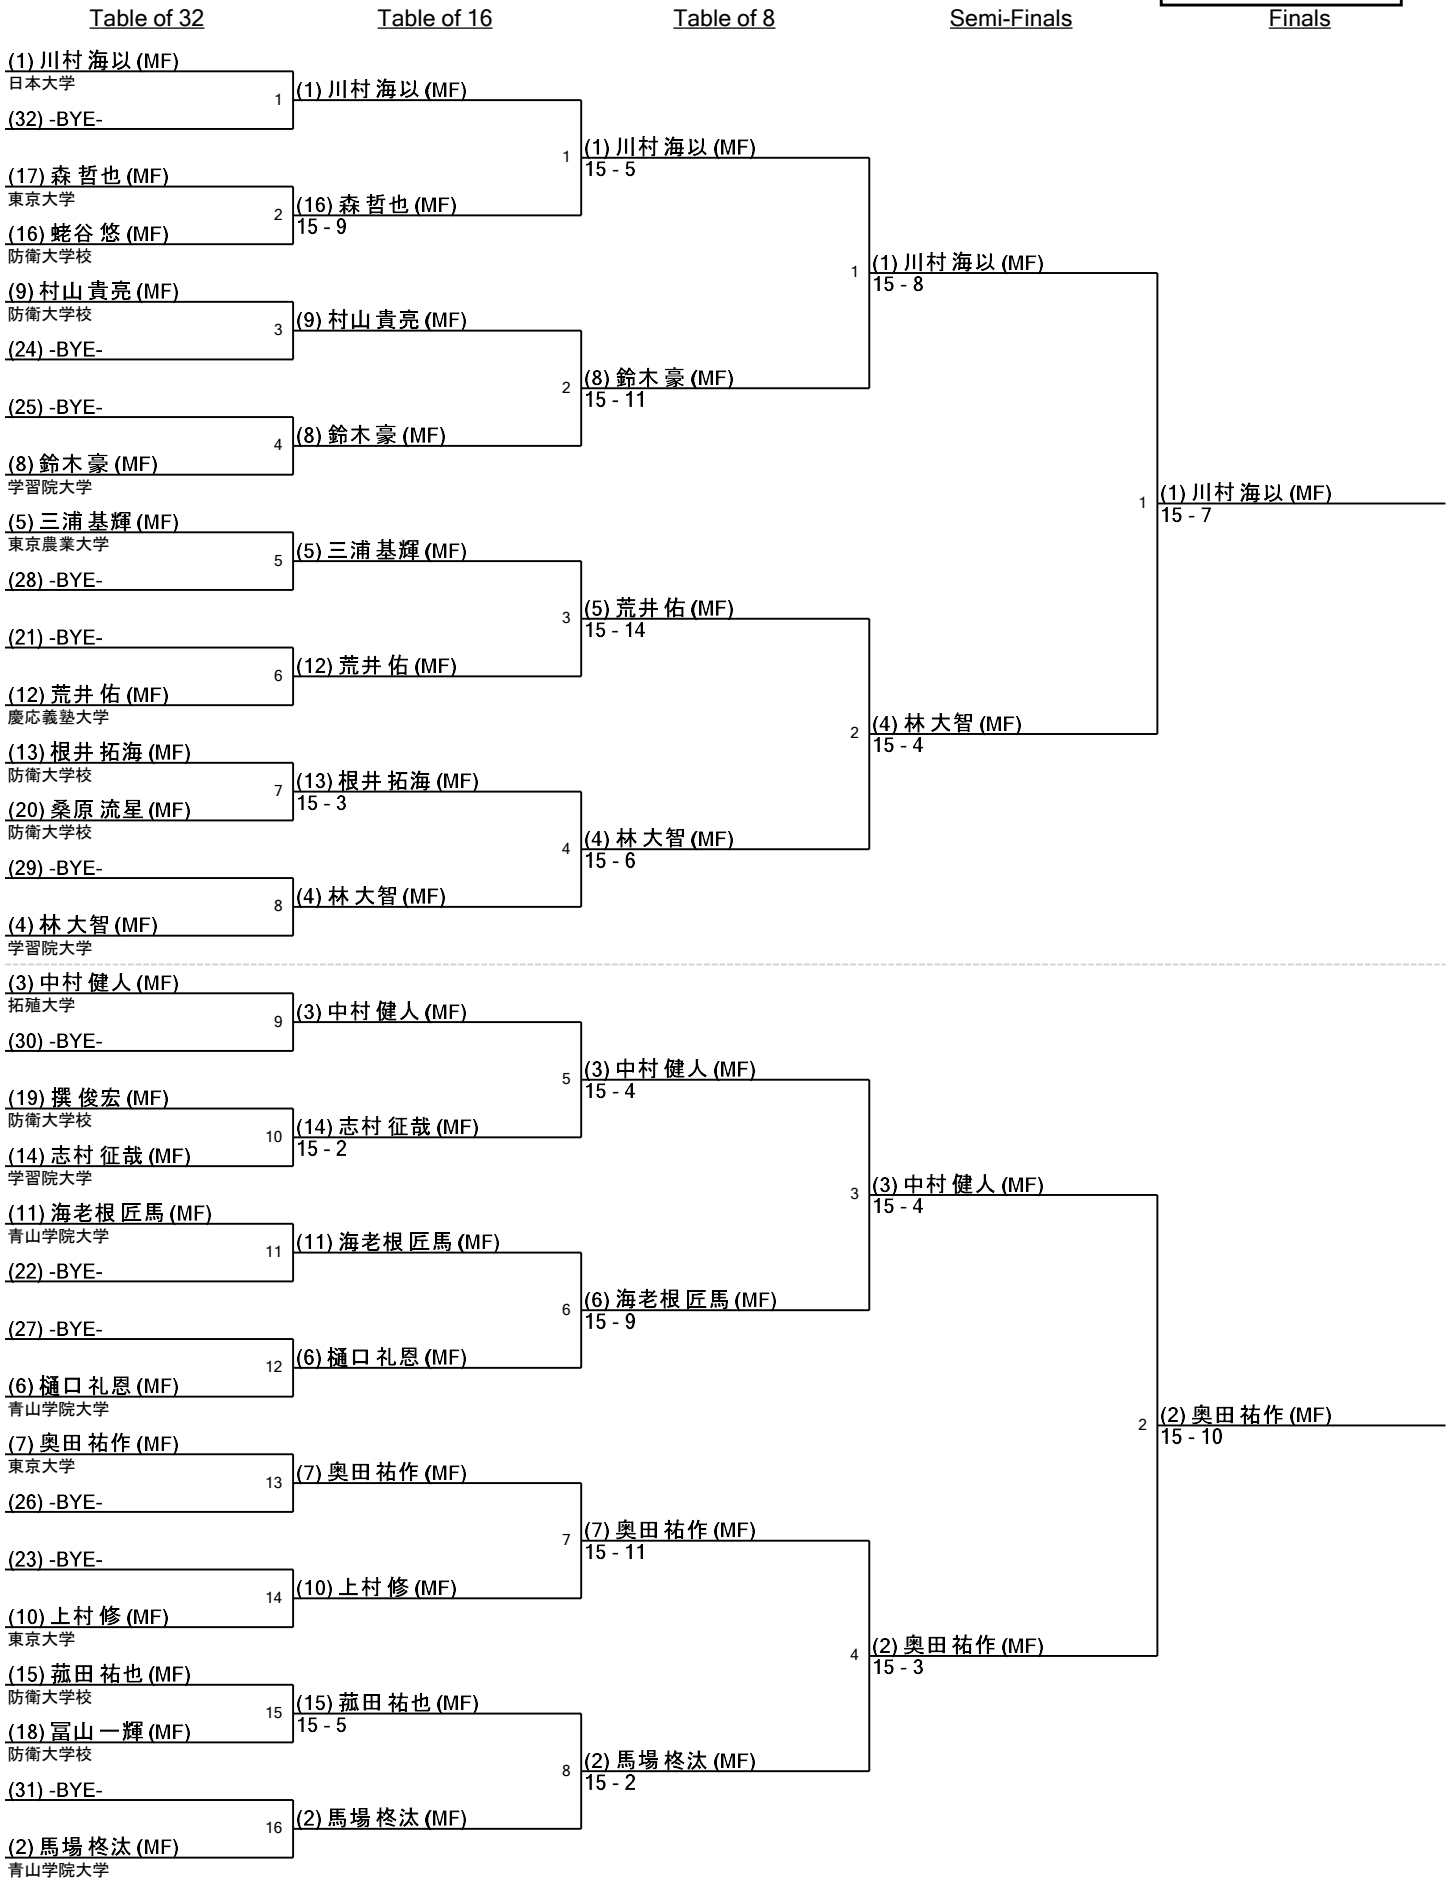 Table of 32
Table of 16
Table of 8
Semi-Finals
Finals
(1) 川村 海以 (MF)
日本大学
1
(32) -BYE-
(17) 森 哲也 (MF)
東京大学
2
(16) 蛯谷 悠 (MF)
防衛大学校
(9) 村山 貴亮 (MF)
防衛大学校
3
(24) -BYE-
(25) -BYE-
4
(8) 鈴木 豪 (MF)
学習院大学
(5) 三浦 基輝 (MF)
東京農業大学
5
(28) -BYE-
(21) -BYE-
6
(12) 荒井 佑 (MF)
慶応義塾大学
(13) 根井 拓海 (MF)
防衛大学校
7
(20) 桑原 流星 (MF)
防衛大学校
(29) -BYE-
8
(4) 林 大智 (MF)
学習院大学
(3) 中村 健人 (MF)
拓殖大学
9
(30) -BYE-
(19) 撰 俊宏 (MF)
防衛大学校
10
(14) 志村 征哉 (MF)
学習院大学
(11) 海老根 匠馬 (MF)
青山学院大学
11
(22) -BYE-
(27) -BYE-
12
(6) 樋口 礼恩 (MF)
青山学院大学
(7) 奥田 祐作 (MF)
東京大学
13
(26) -BYE-
(23) -BYE-
14
(10) 上村 修 (MF)
東京大学
(15) 菰田 祐也 (MF)
防衛大学校
15
(18) 冨山 一輝 (MF)
防衛大学校
(31) -BYE-
16
(2) 馬場 柊汰 (MF)
青山学院大学
(1) 川村 海以 (MF)
1
(16) 森 哲也 (MF)
15 - 9
(9) 村山 貴亮 (MF)
2
(8) 鈴木 豪 (MF)
(5) 三浦 基輝 (MF)
3
(12) 荒井 佑 (MF)
(13) 根井 拓海 (MF)
15 - 3
4
(4) 林 大智 (MF)
(3) 中村 健人 (MF)
5
(14) 志村 征哉 (MF)
15 - 2
(11) 海老根 匠馬 (MF)
6
(6) 樋口 礼恩 (MF)
(7) 奥田 祐作 (MF)
7
(10) 上村 修 (MF)
(15) 菰田 祐也 (MF)
15 - 5
8
(2) 馬場 柊汰 (MF)
(1) 川村 海以 (MF)
15 - 5
1
(8) 鈴木 豪 (MF)
15 - 11
(5) 荒井 佑 (MF)
15 - 14
2
(4) 林 大智 (MF)
15 - 6
(3) 中村 健人 (MF)
15 - 4
3
(6) 海老根 匠馬 (MF)
15 - 9
(7) 奥田 祐作 (MF)
15 - 11
4
(2) 馬場 柊汰 (MF)
15 - 2
(1) 川村 海以 (MF)
15 - 8
1
(4) 林 大智 (MF)
15 - 4
(3) 中村 健人 (MF)
15 - 4
2
(2) 奥田 祐作 (MF)
15 - 3
(1) 川村 海以 (MF)
15 - 7
(2) 奥田 祐作 (MF)
15 - 10